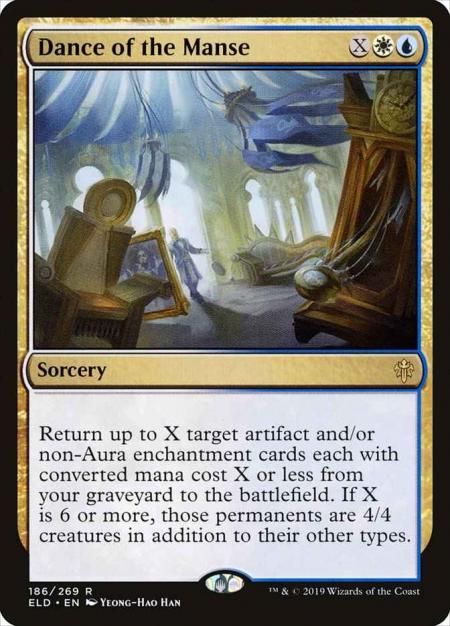 Dance of the Manse X
Sorcery
Return up to X target artifact and/or
non-Aura enchantment cards each with
converted mana cost X or less from
your graveyard to the battlefield. If X
is 6 or more, those permanents are 4/4
creatures in addition to their other types.
186/269 R
ELD • EN Yeong-Hao Han
™ & © 2019 Wizards of the Coast